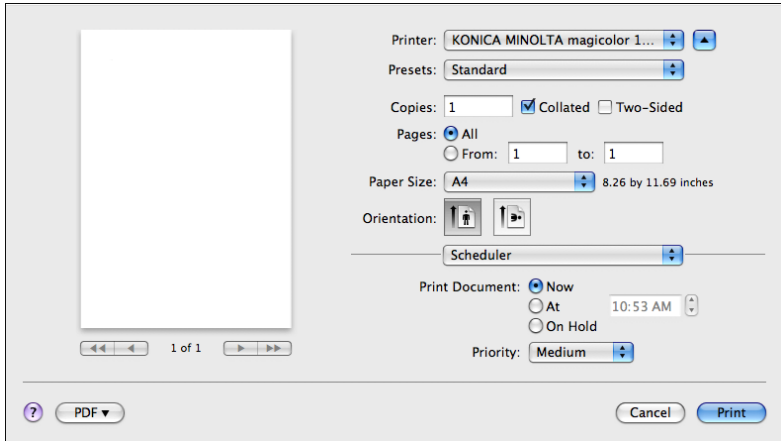 Printer: KONICA MINOLTA magicolor 1...
Presets: Standard
Copies: 1 Collated Two-Sided
Pages: All
From: 1 to: 1
Paper Size: A4 8.26 by 11.69 inches
Orientation:
Scheduler
Print Document: Now
At 10:53 AM
On Hold
Priority: Medium
1 of 1
? PDF ▾ Cancel Print